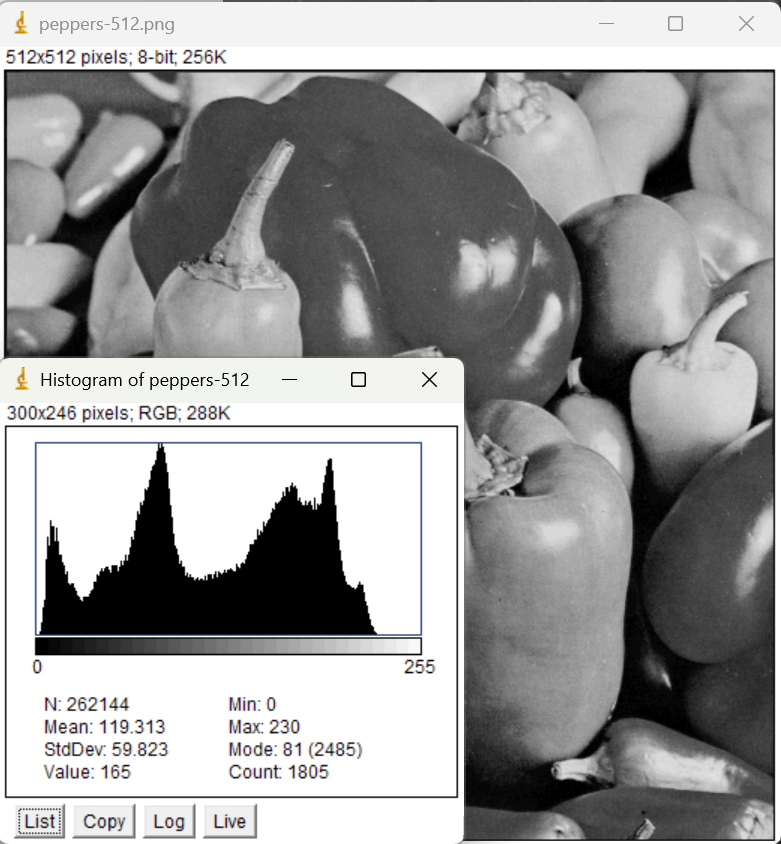 peppers-512.png
512x512 pixels; 8-bit; 256K
Histogram of peppers-512
300x246 pixels; RGB; 288K
0 255
N: 262144 Min: 0
Mean: 119.313 Max: 230
StdDev: 59.823 Mode: 81 (2485)
Value: 165 Count: 1805
List Copy Log Live